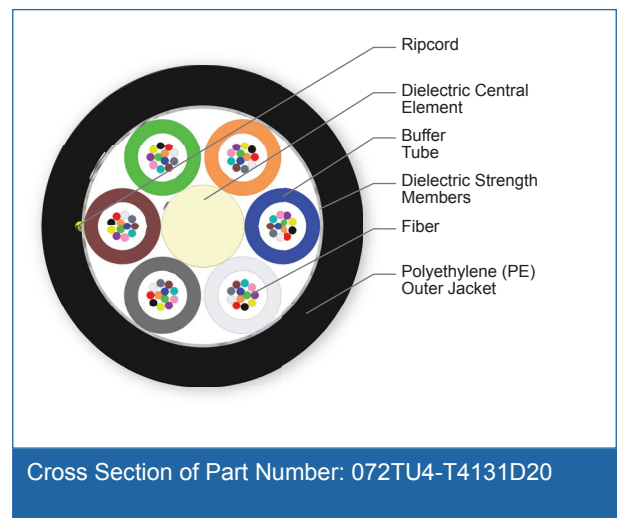 Ripcord
Dielectric Central
Element
Buffer
Tube
Dielectric Strength
Members
Fiber
Polyethylene (PE)
Outer Jacket
Cross Section of Part Number: 072TU4-T4131D20